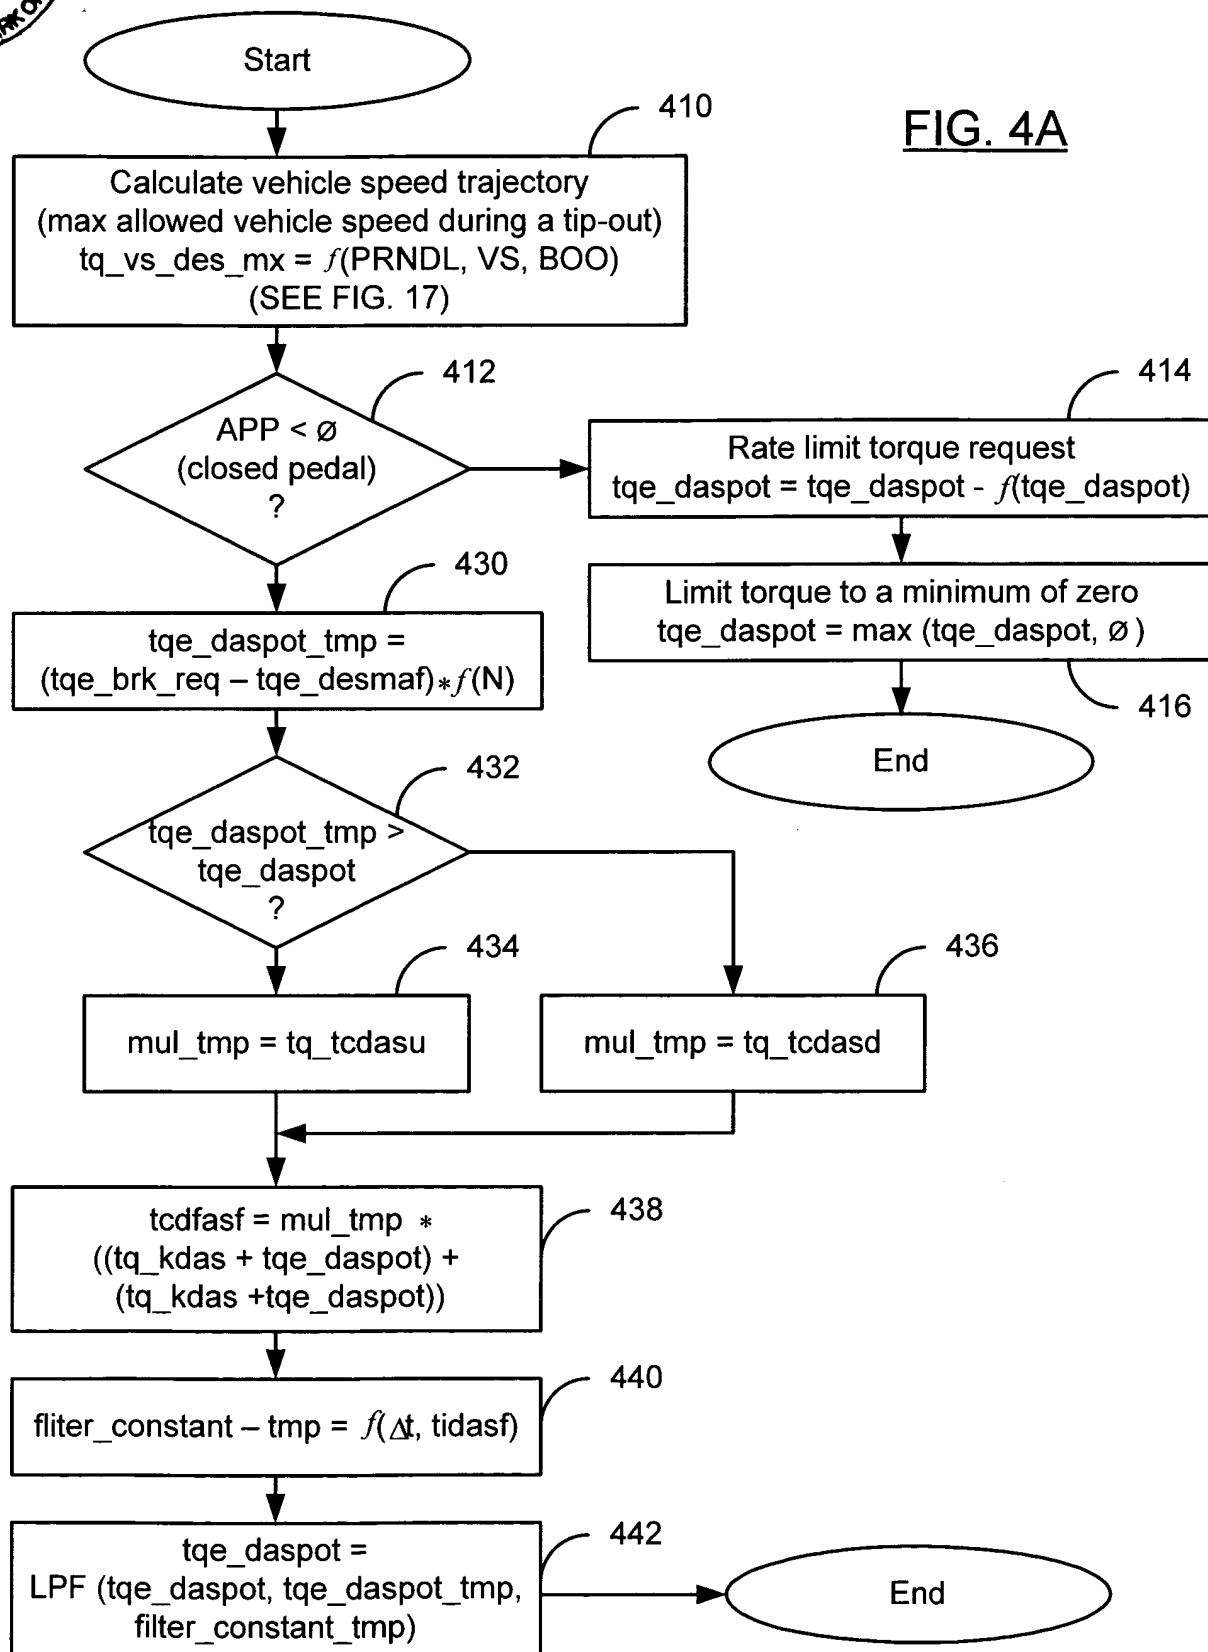 Start
FIG. 4A
410
Calculate vehicle speed trajectory
(max allowed vehicle speed during a tip-out)
tq_vs_des_mx = f(PRNDL, VS, BOO)
(SEE FIG. 17)
412
APP < ø
(closed pedal)
?
414
Rate limit torque request
tqe_daspot = tqe_daspot - f(tqe_daspot)
Limit torque to a minimum of zero
tqe_daspot = max (tqe_daspot, ø )
416
End
430
tqe_daspot_tmp =
(tqe_brk_req – tqe_desmaf)*f(N)
432
tqe_daspot_tmp >
tqe_daspot
?
434
mul_tmp = tq_tcdasu
436
mul_tmp = tq_tcdasd
438
tcdfasf = mul_tmp *
((tq_kdas + tqe_daspot) +
(tq_kdas +tqe_daspot))
440
fliter_constant – tmp = f(Δt, tidasf)
442
tqe_daspot =
LPF (tqe_daspot, tqe_daspot_tmp,
filter_constant_tmp)
End